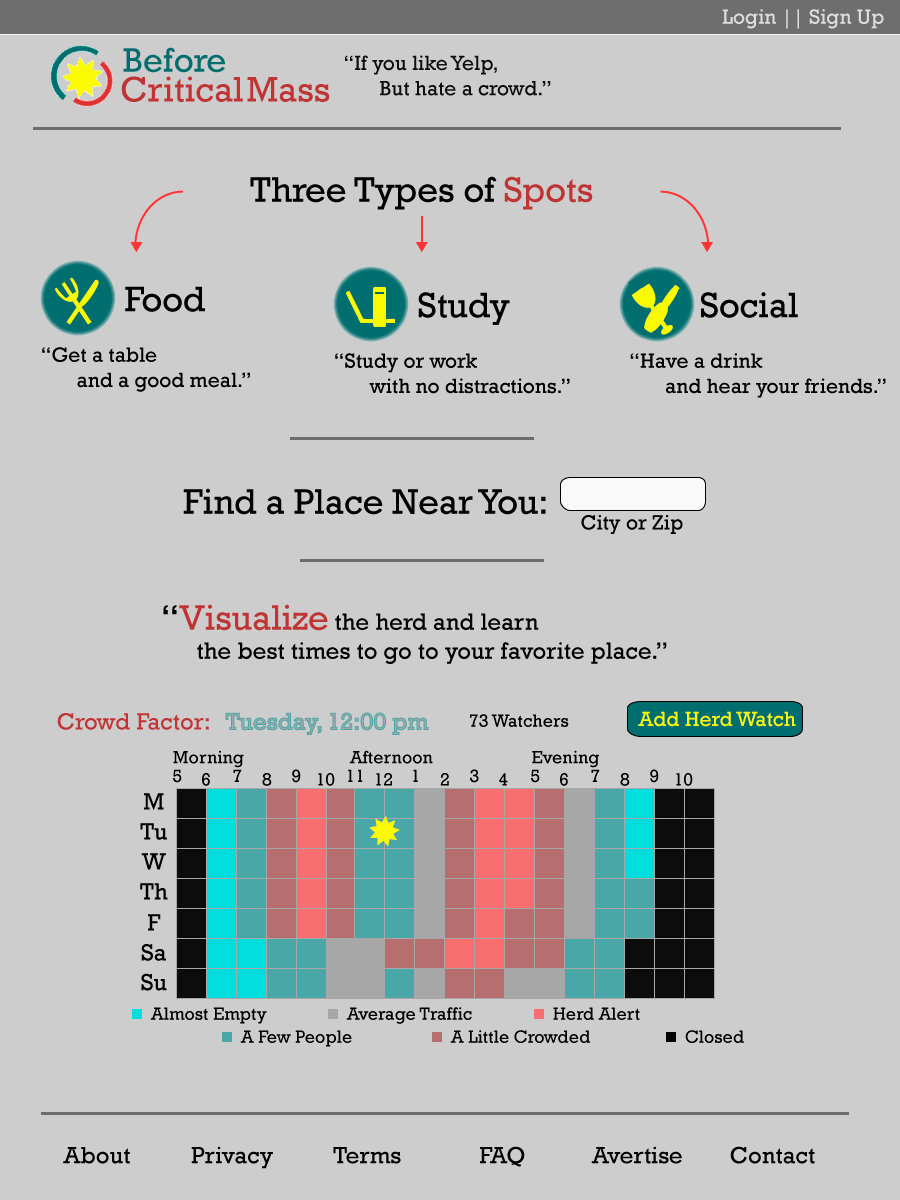 Login || Sign Up
Before
CriticalMass
“If you like Yelp,
But hate a crowd.”
Three Types of Spots
Food
Study
Social
“Get a table
and a good meal.”
“Study or work
with no distractions.”
“Have a drink
and hear your friends.”
Find a Place Near You:
City or Zip
“Visualize the herd and learn
the best times to go to your favorite place.”
Crowd Factor: Tuesday, 12:00 pm 73 Watchers Add Herd Watch
Morning Afternoon Evening
5 6 7 8 9 10 11 12 1 2 3 4 5 6 7 8 9 10
M
Tu
W
Th
F
Sa
Su
Almost Empty Average Traffic Herd Alert
A Few People A Little Crowded Closed
About Privacy Terms FAQ Avertise Contact